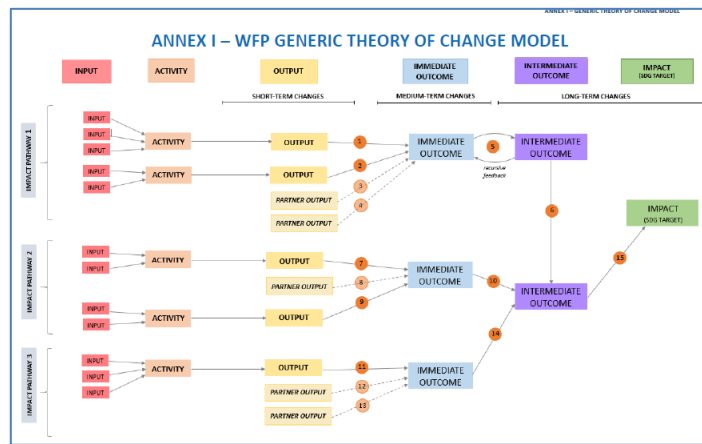 ANNEX I – GENERIC THEORY OF CHANGE MODEL
ANNEX I – WFP GENERIC THEORY OF CHANGE MODEL
INPUT
ACTIVITY
OUTPUT
IMMEDIATE
OUTCOME
INTERMEDIATE
OUTCOME
IMPACT
(SDG TARGET)
SHORT-TERM CHANGES
MEDIUM-TERM CHANGES
LONG-TERM CHANGES
IMPACT PATHWAY 1
INPUT
INPUT
INPUT
ACTIVITY
OUTPUT
1
INPUT
INPUT
ACTIVITY
OUTPUT
2
PARTNER OUTPUT
3
PARTNER OUTPUT
4
IMMEDIATE
OUTCOME
5
recursive
feedback
INTERMEDIATE
OUTCOME
6
IMPACT
(SDG TARGET)
15
IMPACT PATHWAY 2
INPUT
INPUT
ACTIVITY
OUTPUT
7
PARTNER OUTPUT
8
INPUT
INPUT
ACTIVITY
OUTPUT
9
IMMEDIATE
OUTCOME
10
INTERMEDIATE
OUTCOME
14
IMPACT PATHWAY 3
INPUT
INPUT
INPUT
ACTIVITY
OUTPUT
11
PARTNER OUTPUT
12
PARTNER OUTPUT
13
IMMEDIATE
OUTCOME